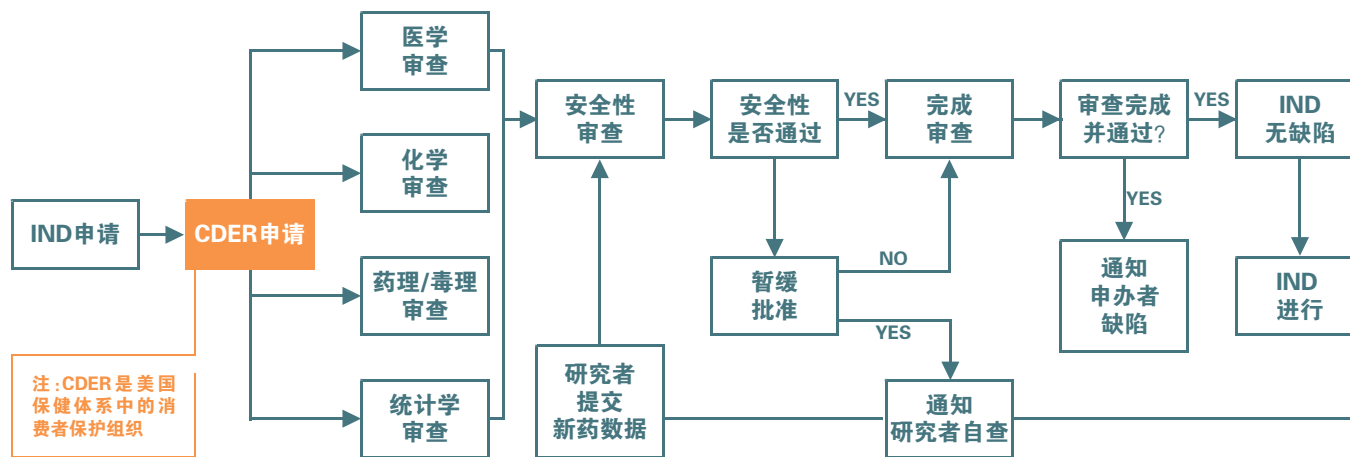 IND申请
CDER申请
注:CDER是美国
保健体系中的消
费者保护组织
医学
审查
化学
审查
药理/毒理
审查
统计学
审查
安全性
审查
研究者
提交
新药数据
安全性
是否通过
YES
暂缓
批准
NO
YES
完成
审查
通知
研究者自查
审查完成
并通过?
YES
YES
通知
申办者
缺陷
IND
无缺陷
IND
进行